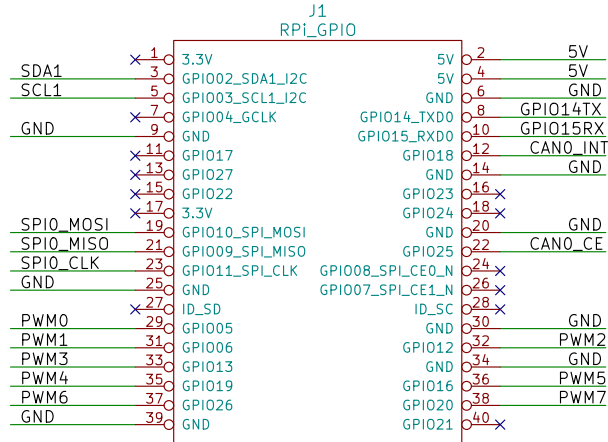 J1
RPi_GPIO
1 3.3V 5V 2 5V
SDA1 3 GPIO02_SDA1_I2C 5V 4 5V
SCL1 5 GPIO03_SCL1_I2C GND 6 GND
7 GPIO04_GCLK GPIO14_TXD0 8 GPIO14TX
GND 9 GND GPIO15_RXD0 10 GPIO15RX
11 GPIO17 GPIO18 12 CAN0_INT
13 GPIO27 GND 14 GND
15 GPIO22 GPIO23 16
17 3.3V GPIO24 18
SPI0_MOSI 19 GPIO10_SPI_MOSI GND 20 GND
SPI0_MISO 21 GPIO09_SPI_MISO GPIO25 22 CAN0_CE
SPI0_CLK 23 GPIO11_SPI_CLK GPIO08_SPI_CE0_N 24
GND 25 GND GPIO07_SPI_CE1_N 26
27 ID_SD ID_SC 28
PWM0 29 GPIO05 GND 30 GND
PWM1 31 GPIO06 GPIO12 32 PWM2
PWM3 33 GPIO13 GND 34 GND
PWM4 35 GPIO19 GPIO16 36 PWM5
PWM6 37 GPIO26 GPIO20 38 PWM7
GND 39 GND GPIO21 40